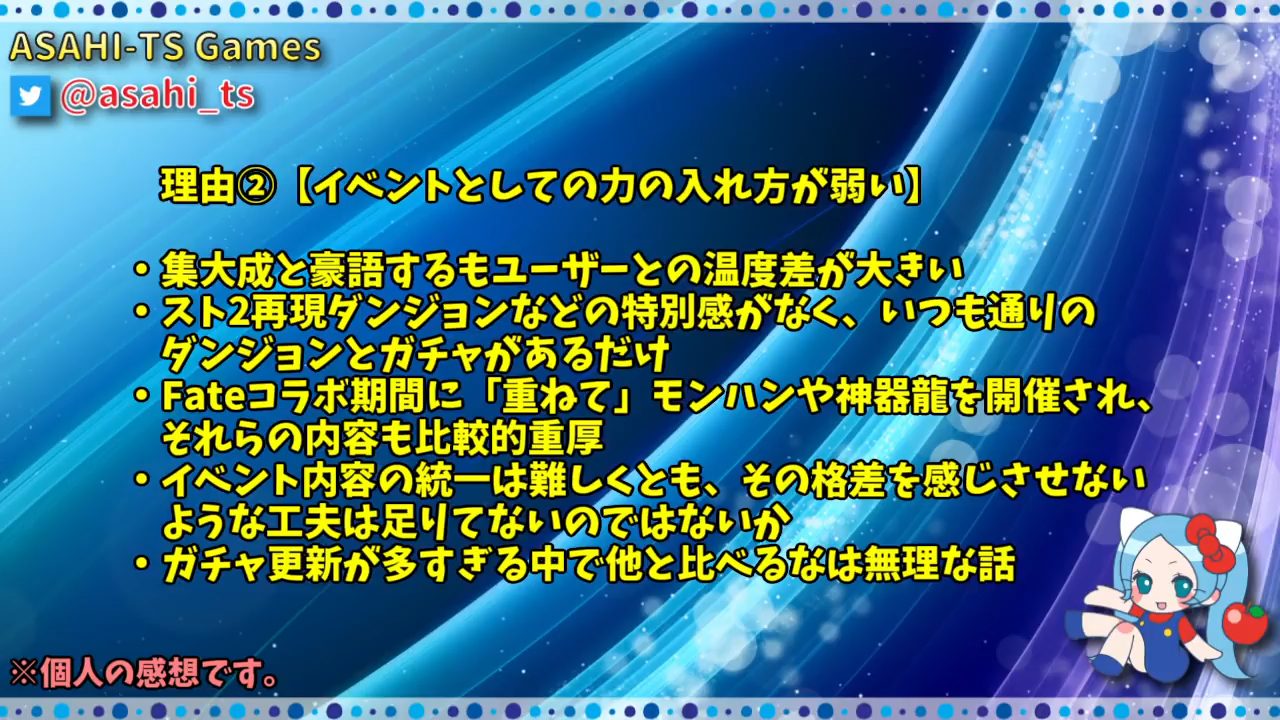 ASAHI-TS Games
@asahi_ts
理由②【イベントとしての力の入れ方が弱い】
・集大成と豪語するもユーザーとの温度差が大きい
・スト2再現ダンジョンなどの特別感がなく、いつも通りの
ダンジョンとガチャがあるだけ
・Fateコラボ期間に「重ねて」モンハンや神器龍を開催され、
それらの内容も比較的重厚
・イベント内容の統一は難しくとも、その格差を感じさせない
ような工夫は足りてないのではないか
・ガチャ更新が多すぎる中で他と比べるなは無理な話
※個人の感想です。